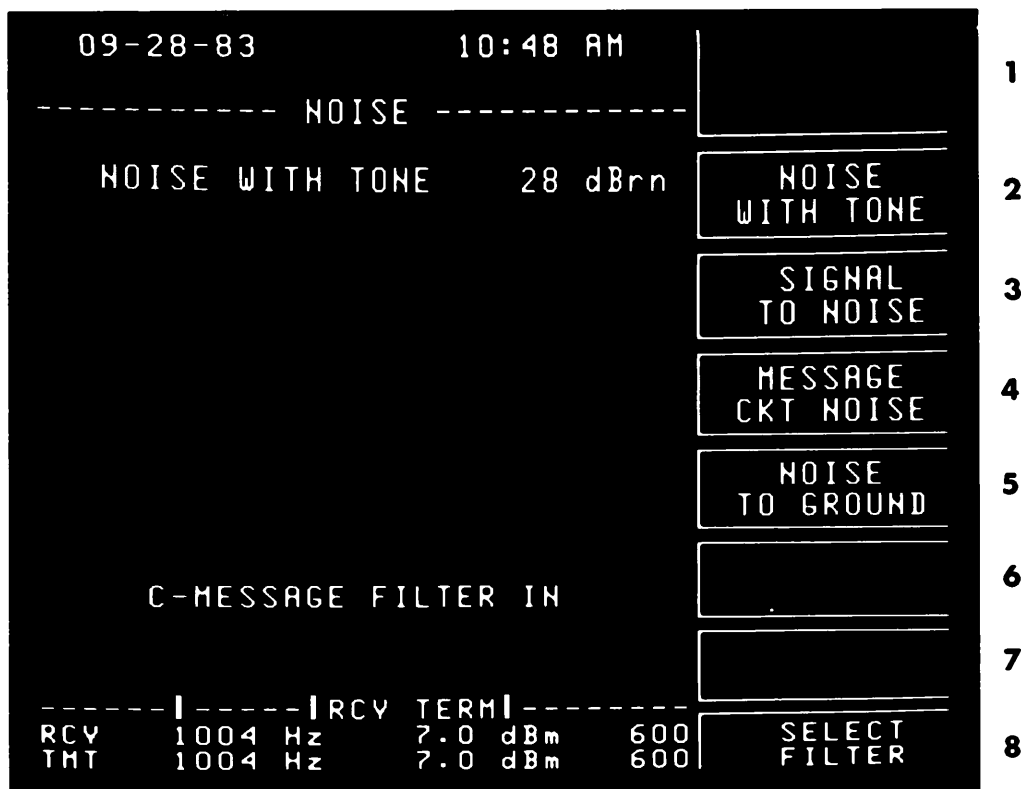 09-28-83 10:48 AM
----------- NOISE -----------
NOISE WITH TONE 28 dBrn
C-MESSAGE FILTER IN
RCV TERM
RCV 1004 Hz 7.0 dBm 600
TMT 1004 Hz 7.0 dBm 600
1
NOISE
WITH TONE
2
SIGNAL
TO NOISE
3
MESSAGE
CKT NOISE
4
NOISE
TO GROUND
5
6
7
SELECT
FILTER
8